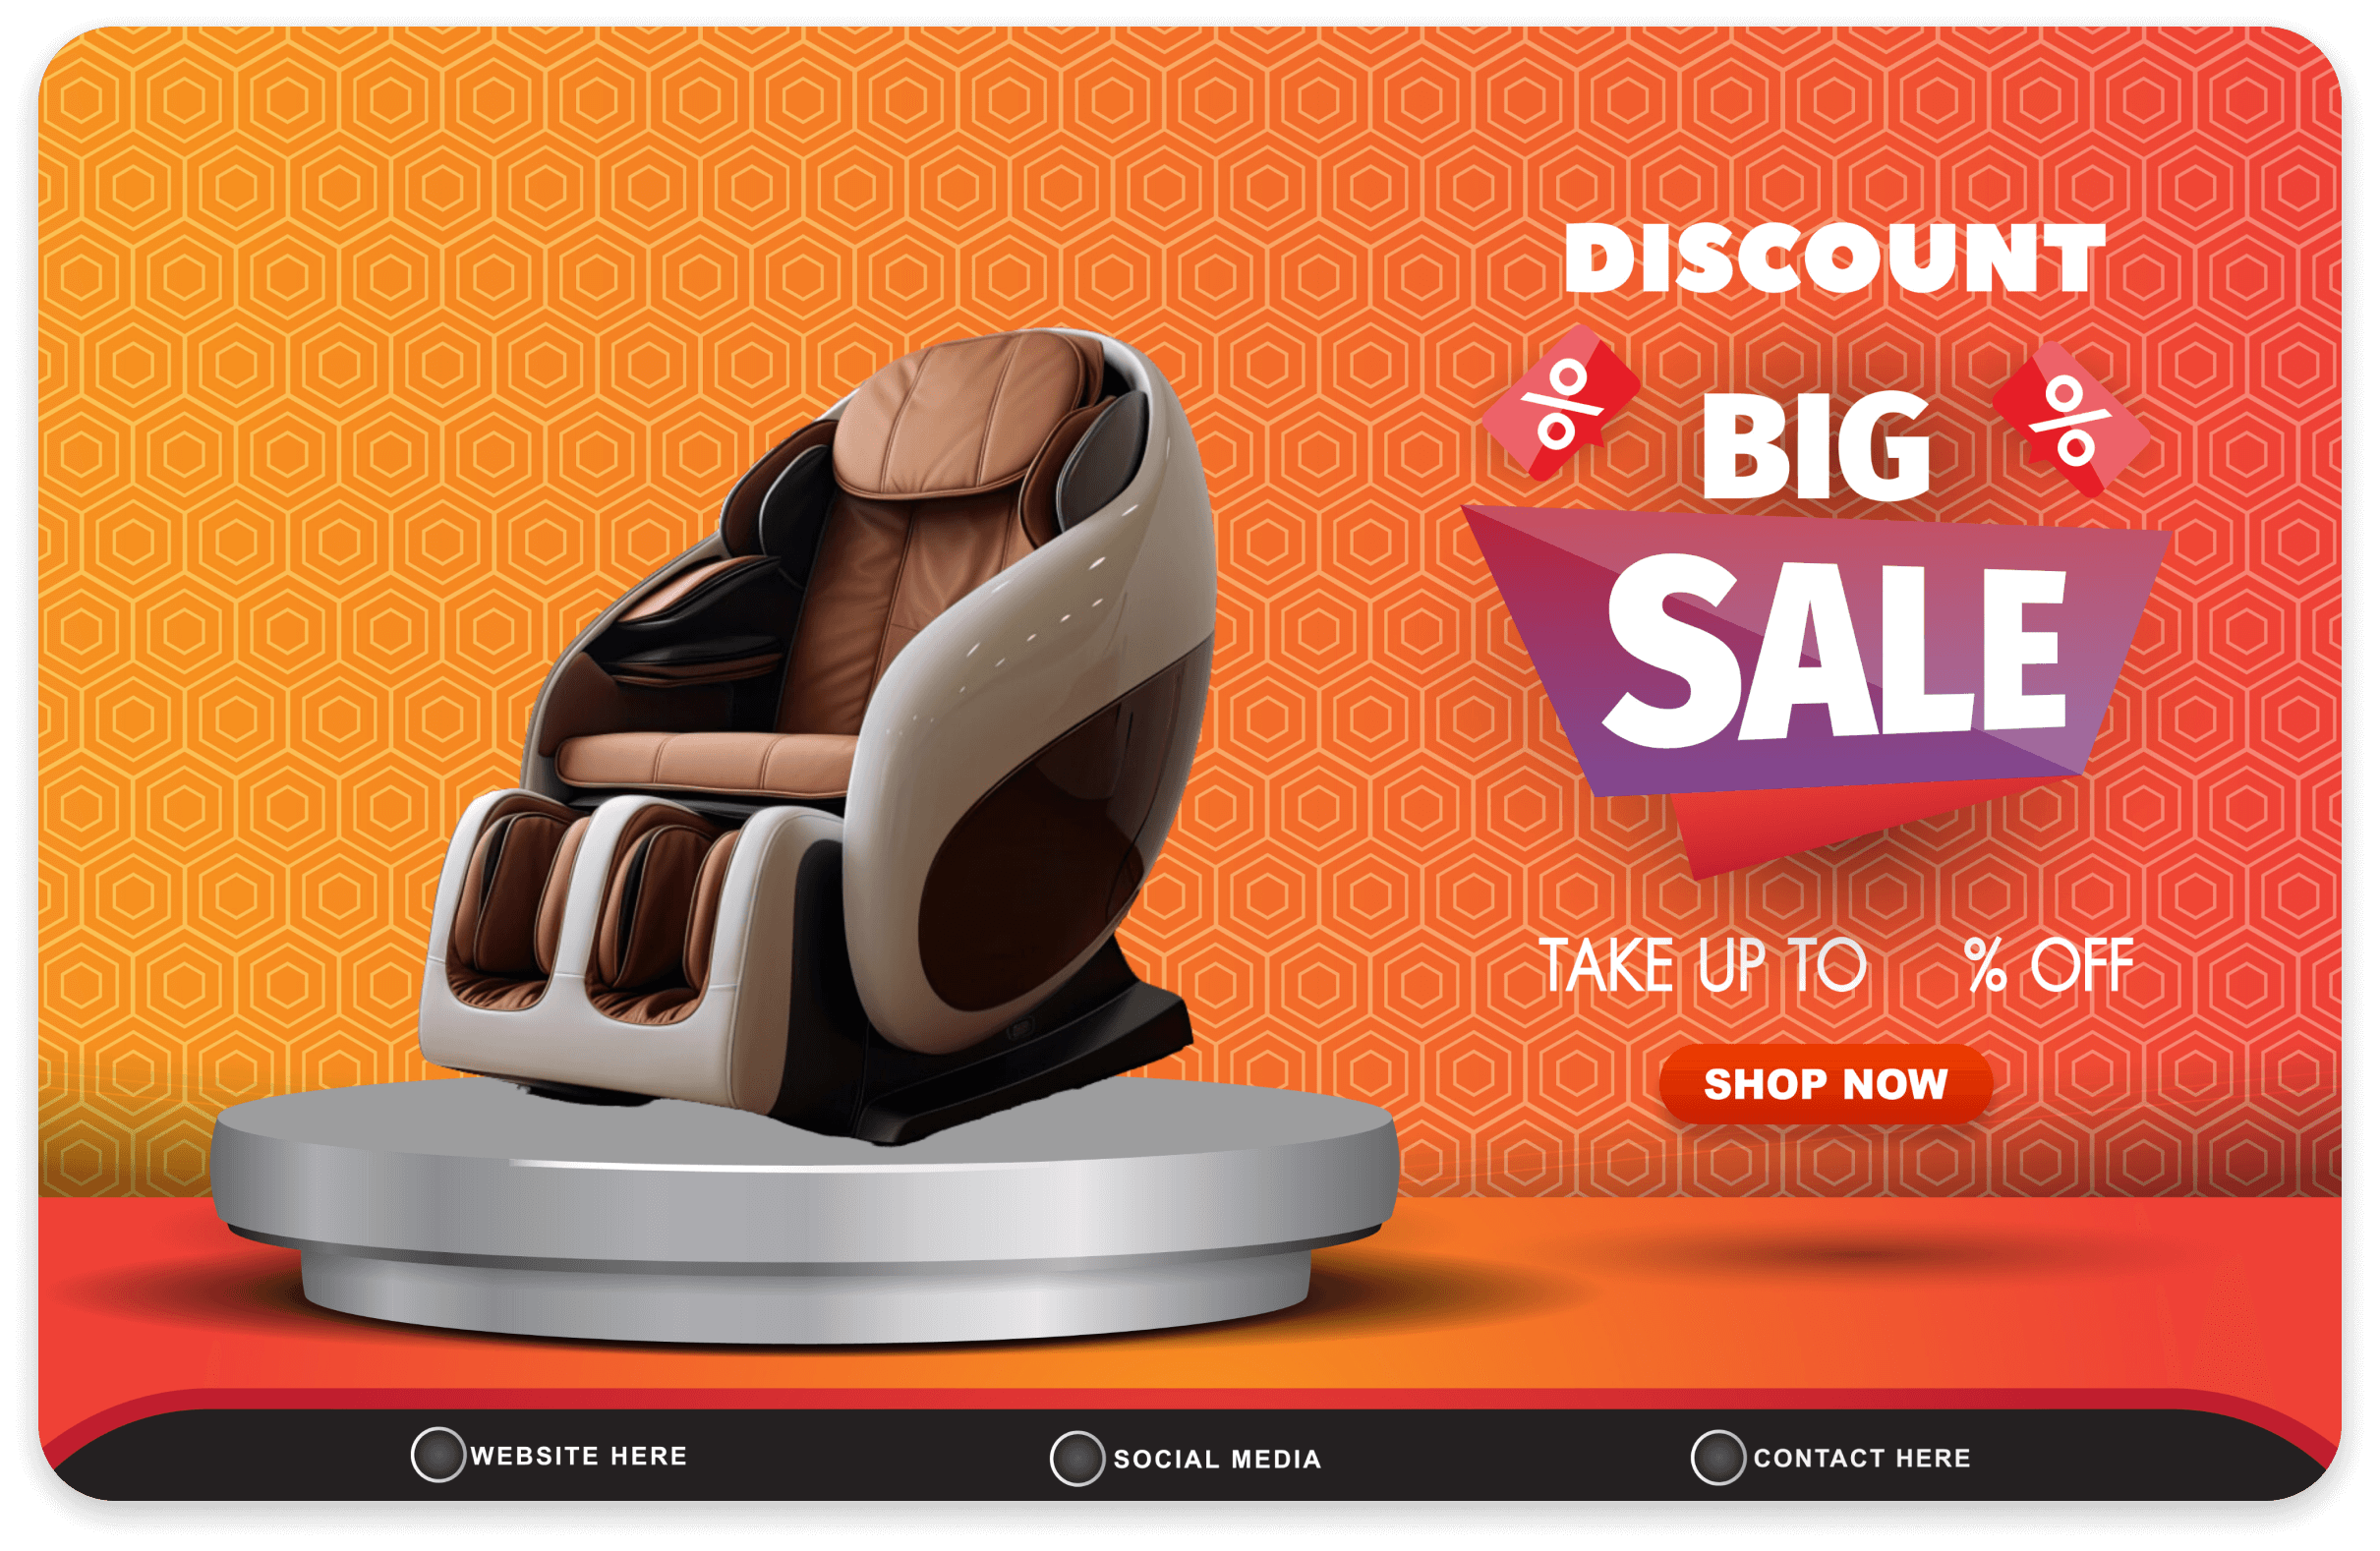 DISCOUNT
%
%
BIG
SALE
TAKE UP TO % OFF
SHOP NOW
WEBSITE HERE
SOCIAL MEDIA
CONTACT HERE